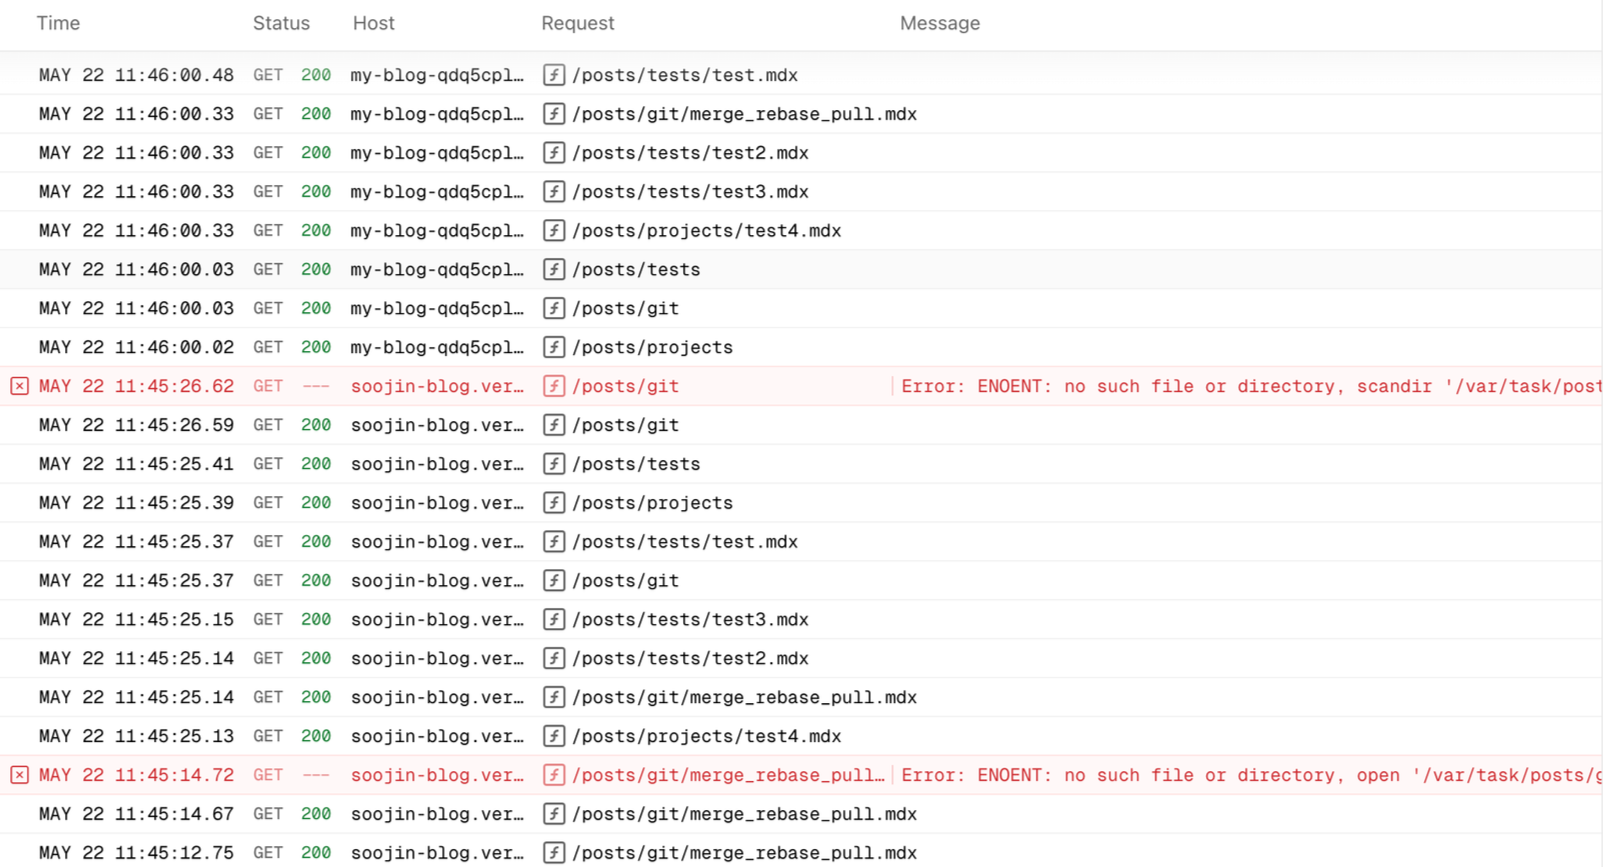 Time Status Host Request Message
MAY 22 11:46:00.48 GET 200 my-blog-qdq5cpl… /posts/tests/test.mdx
MAY 22 11:46:00.33 GET 200 my-blog-qdq5cpl… /posts/git/merge_rebase_pull.mdx
MAY 22 11:46:00.33 GET 200 my-blog-qdq5cpl… /posts/tests/test2.mdx
MAY 22 11:46:00.33 GET 200 my-blog-qdq5cpl… /posts/tests/test3.mdx
MAY 22 11:46:00.33 GET 200 my-blog-qdq5cpl… /posts/projects/test4.mdx
MAY 22 11:46:00.03 GET 200 my-blog-qdq5cpl… /posts/tests
MAY 22 11:46:00.03 GET 200 my-blog-qdq5cpl… /posts/git
MAY 22 11:46:00.02 GET 200 my-blog-qdq5cpl… /posts/projects
MAY 22 11:45:26.62 GET --- soojin-blog.ver… /posts/git Error: ENOENT: no such file or directory, scandir '/var/task/post
MAY 22 11:45:26.59 GET 200 soojin-blog.ver… /posts/git
MAY 22 11:45:25.41 GET 200 soojin-blog.ver… /posts/tests
MAY 22 11:45:25.39 GET 200 soojin-blog.ver… /posts/projects
MAY 22 11:45:25.37 GET 200 soojin-blog.ver… /posts/tests/test.mdx
MAY 22 11:45:25.37 GET 200 soojin-blog.ver… /posts/git
MAY 22 11:45:25.15 GET 200 soojin-blog.ver… /posts/tests/test3.mdx
MAY 22 11:45:25.14 GET 200 soojin-blog.ver… /posts/tests/test2.mdx
MAY 22 11:45:25.14 GET 200 soojin-blog.ver… /posts/git/merge_rebase_pull.mdx
MAY 22 11:45:25.13 GET 200 soojin-blog.ver… /posts/projects/test4.mdx
MAY 22 11:45:14.72 GET --- soojin-blog.ver… /posts/git/merge_rebase_pull… Error: ENOENT: no such file or directory, open '/var/task/posts/g
MAY 22 11:45:14.67 GET 200 soojin-blog.ver… /posts/git/merge_rebase_pull.mdx
MAY 22 11:45:12.75 GET 200 soojin-blog.ver… /posts/git/merge_rebase_pull.mdx